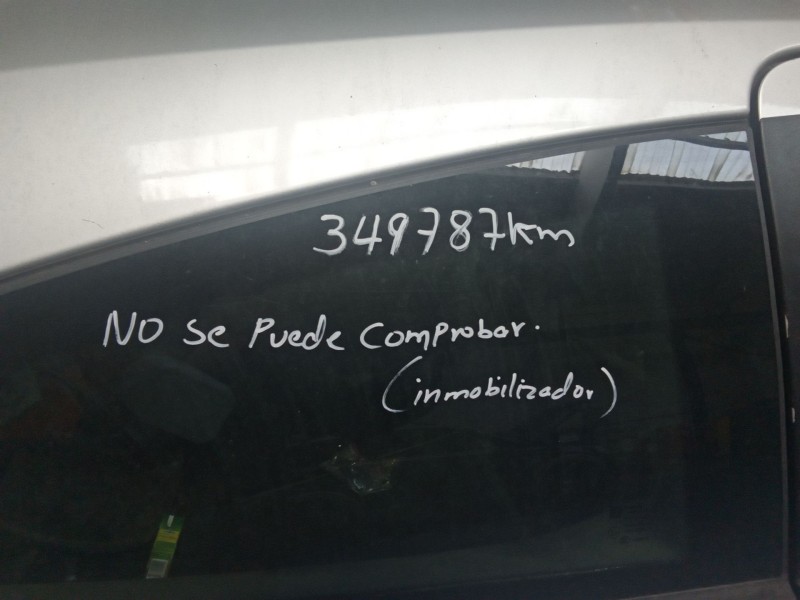 349787km
NO se Puede comprobar.
(inmobilizador)